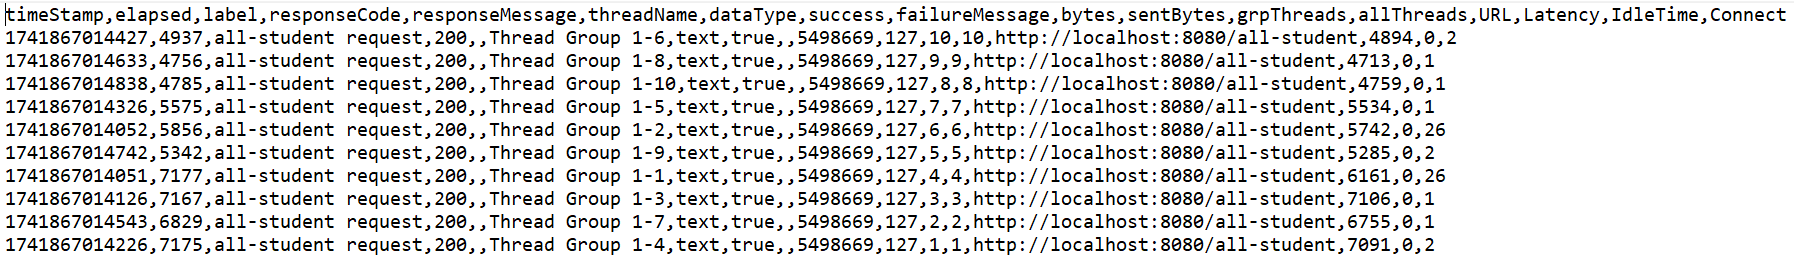 timeStamp,elapsed,label,responseCode,responseMessage,threadName,dataType,success,failureMessage,bytes,sentBytes,grpThreads,allThreads,URL,Latency,IdleTime,Connect
1741867014427,4937,all-student request,200,,Thread Group 1-6,text,true,,5498669,127,10,10,http://localhost:8080/all-student,4894,0,2
1741867014633,4756,all-student request,200,,Thread Group 1-8,text,true,,5498669,127,9,9,http://localhost:8080/all-student,4713,0,1
1741867014838,4785,all-student request,200,,Thread Group 1-10,text,true,,5498669,127,8,8,http://localhost:8080/all-student,4759,0,1
1741867014326,5575,all-student request,200,,Thread Group 1-5,text,true,,5498669,127,7,7,http://localhost:8080/all-student,5534,0,1
1741867014052,5856,all-student request,200,,Thread Group 1-2,text,true,,5498669,127,6,6,http://localhost:8080/all-student,5742,0,26
1741867014742,5342,all-student request,200,,Thread Group 1-9,text,true,,5498669,127,5,5,http://localhost:8080/all-student,5285,0,2
1741867014051,7177,all-student request,200,,Thread Group 1-1,text,true,,5498669,127,4,4,http://localhost:8080/all-student,6161,0,26
1741867014126,7167,all-student request,200,,Thread Group 1-3,text,true,,5498669,127,3,3,http://localhost:8080/all-student,7106,0,1
1741867014543,6829,all-student request,200,,Thread Group 1-7,text,true,,5498669,127,2,2,http://localhost:8080/all-student,6755,0,1
1741867014226,7175,all-student request,200,,Thread Group 1-4,text,true,,5498669,127,1,1,http://localhost:8080/all-student,7091,0,2